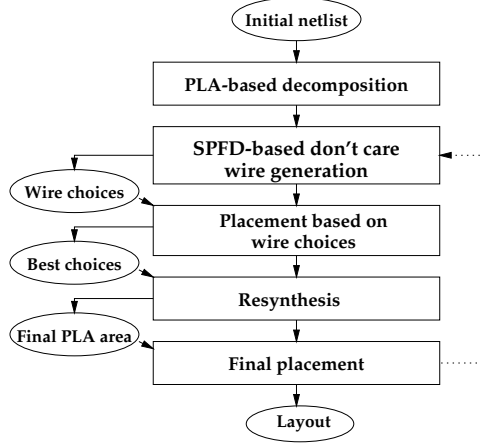 Initial netlist
PLA-based decomposition
SPFD-based don't care
wire generation
Wire choices
Placement based on
wire choices
Best choices
Resynthesis
Final PLA area
Final placement
Layout